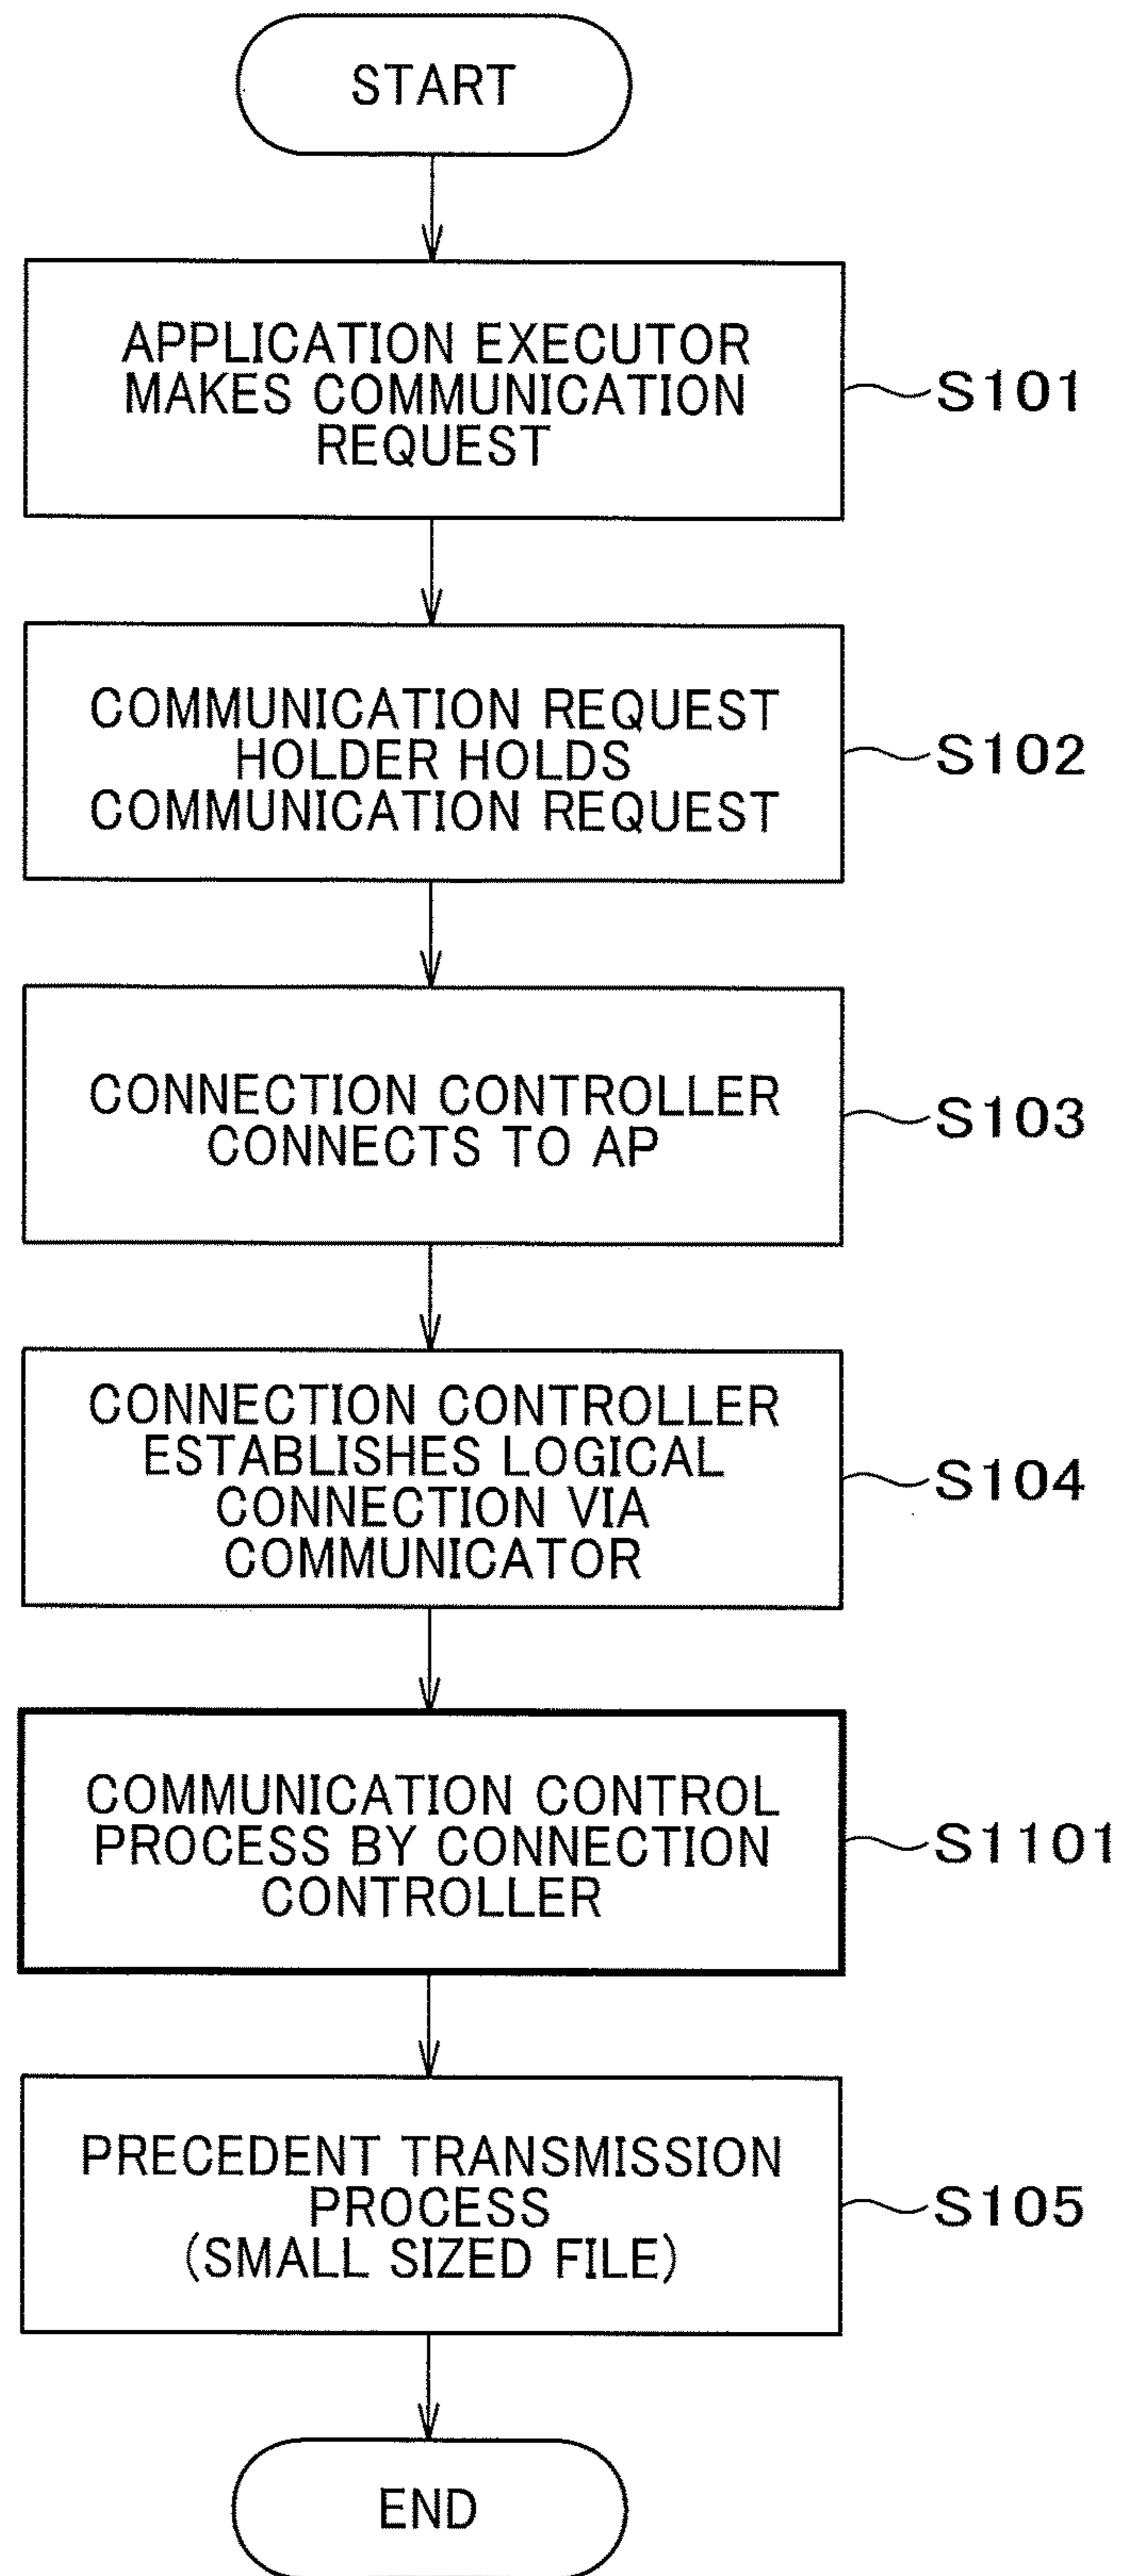 START
APPLICATION EXECUTOR
MAKES COMMUNICATION
REQUEST
S101
COMMUNICATION REQUEST
HOLDER HOLDS
COMMUNICATION REQUEST
S102
CONNECTION CONTROLLER
CONNECTS TO AP
S103
CONNECTION CONTROLLER
ESTABLISHES LOGICAL
CONNECTION VIA
COMMUNICATOR
S104
COMMUNICATION CONTROL
PROCESS BY CONNECTION
CONTROLLER
S1101
PRECEDENT TRANSMISSION
PROCESS
(SMALL SIZED FILE)
S105
END